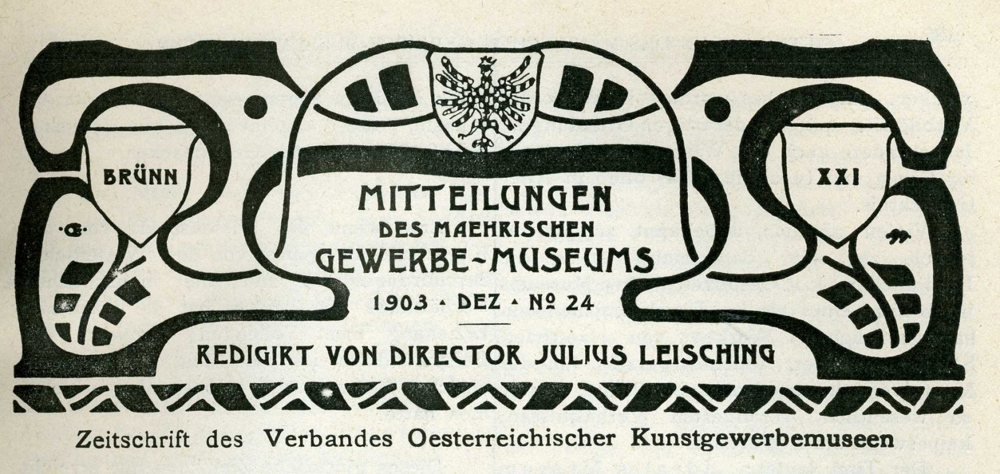 BRÜNN
XXI
MITTEILUNGEN
DES MAEHRISCHEN
GEWERBE-MUSEUMS
1903 · DEZ · Nº 24
REDIGIRT VON DIRECTOR JULIUS LEISCHING
Zeitschrift des Verbandes Oesterreichischer Kunstgewerbemuseen